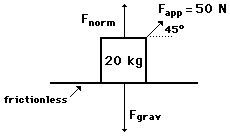 Fnorm
Fapp = 50 N
45°
20 kg
frictionless
Fgrav